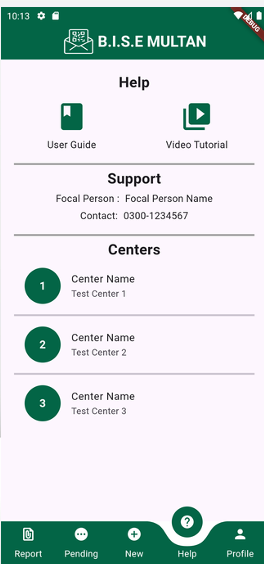 10:13
DEBUG
B.I.S.E MULTAN
Help
User Guide Video Tutorial
Support
Focal Person : Focal Person Name
Contact: 0300-1234567
Centers
1 Center Name
Test Center 1
2 Center Name
Test Center 2
3 Center Name
Test Center 3
Report Pending New Help Profile